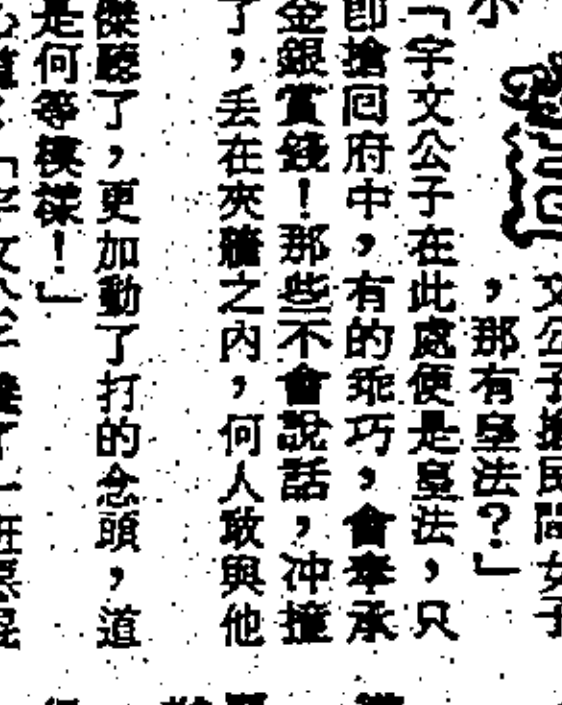 小
文公子搶民間女子
，那有皇法？」
「宇文公子在此處便是皇法，只
即搶回府中，有的乖巧，會奉承
金銀賞錢！那些不會說話，冲撞
了，丟在夾牆之內，何人敢與他
傑聽了，更加動了打的念頭，道
是何等模樣！」